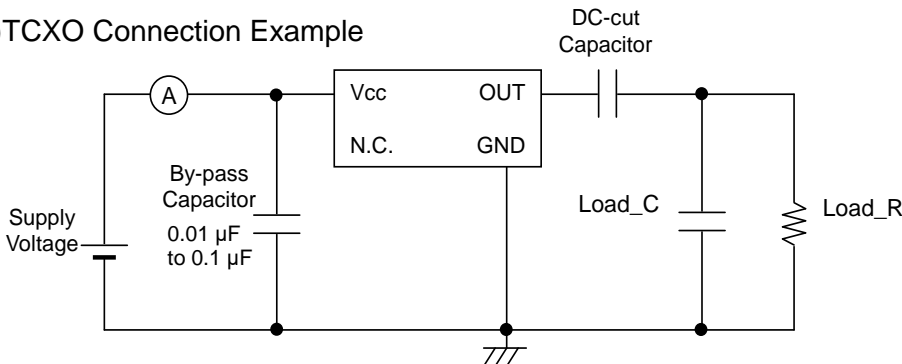 TCXO Connection Example
DC-cut
Capacitor
A
Vcc
OUT
N.C.
GND
By-pass
Capacitor
0.01 µF
to 0.1 µF
Supply
Voltage
Load_C
Load_R